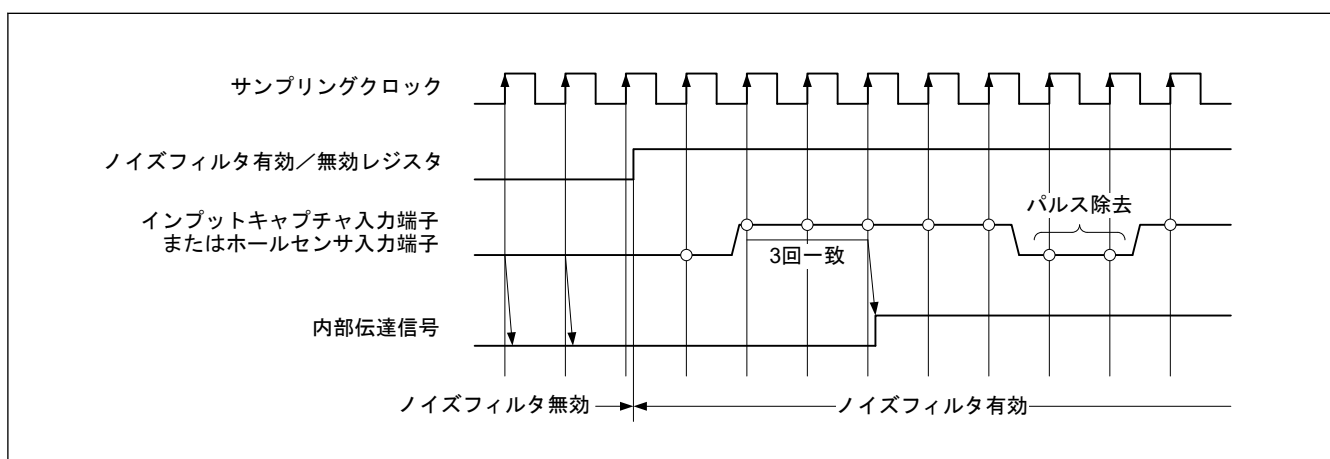 サンプリングクロック
ノイズフィルタ有効／無効レジスタ
インプットキャプチャ入力端子
またはホールセンサ入力端子
パルス除去
3回一致
内部伝達信号
ノイズフィルタ無効
ノイズフィルタ有効